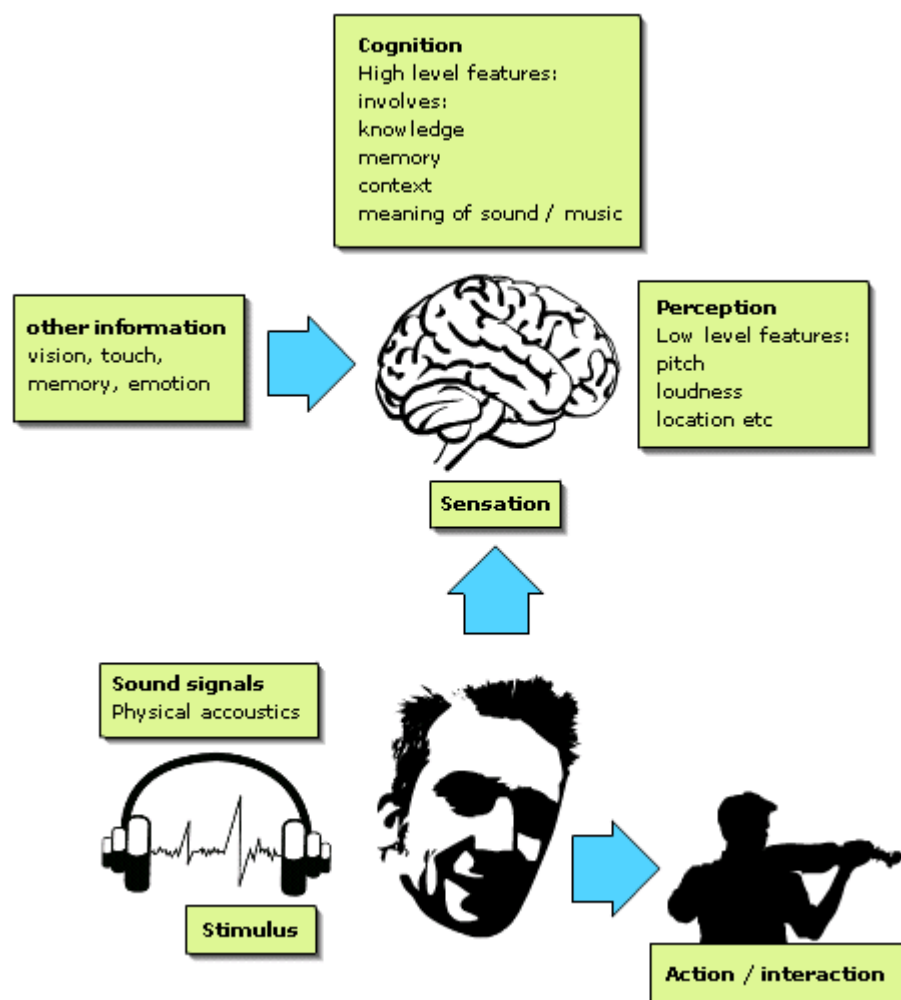 Cognition
High level features:
involves:
knowledge
memory
context
meaning of sound / music
other information
vision, touch,
memory, emotion
Perception
Low level features:
pitch
loudness
location etc
Sensation
Sound signals
Physical accoustics
Stimulus
Action / interaction